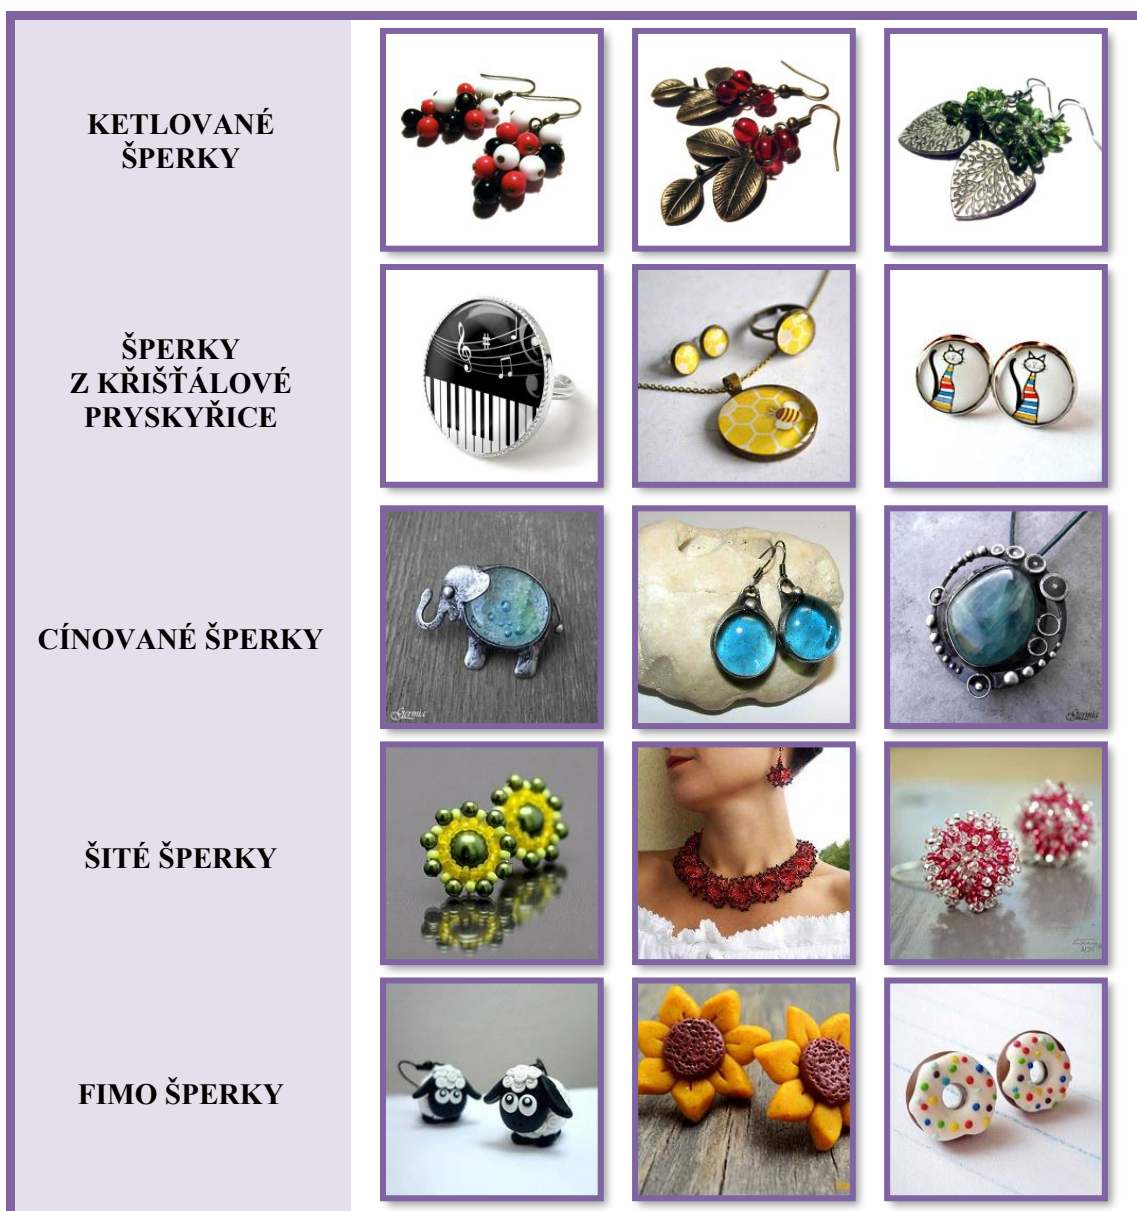 KETLOVANÉ
ŠPERKY
ŠPERKY
Z KŘIŠŤÁLOVÉ
PRYSKYŘICE
CÍNOVANÉ ŠPERKY
ŠITÉ ŠPERKY
FIMO ŠPERKY